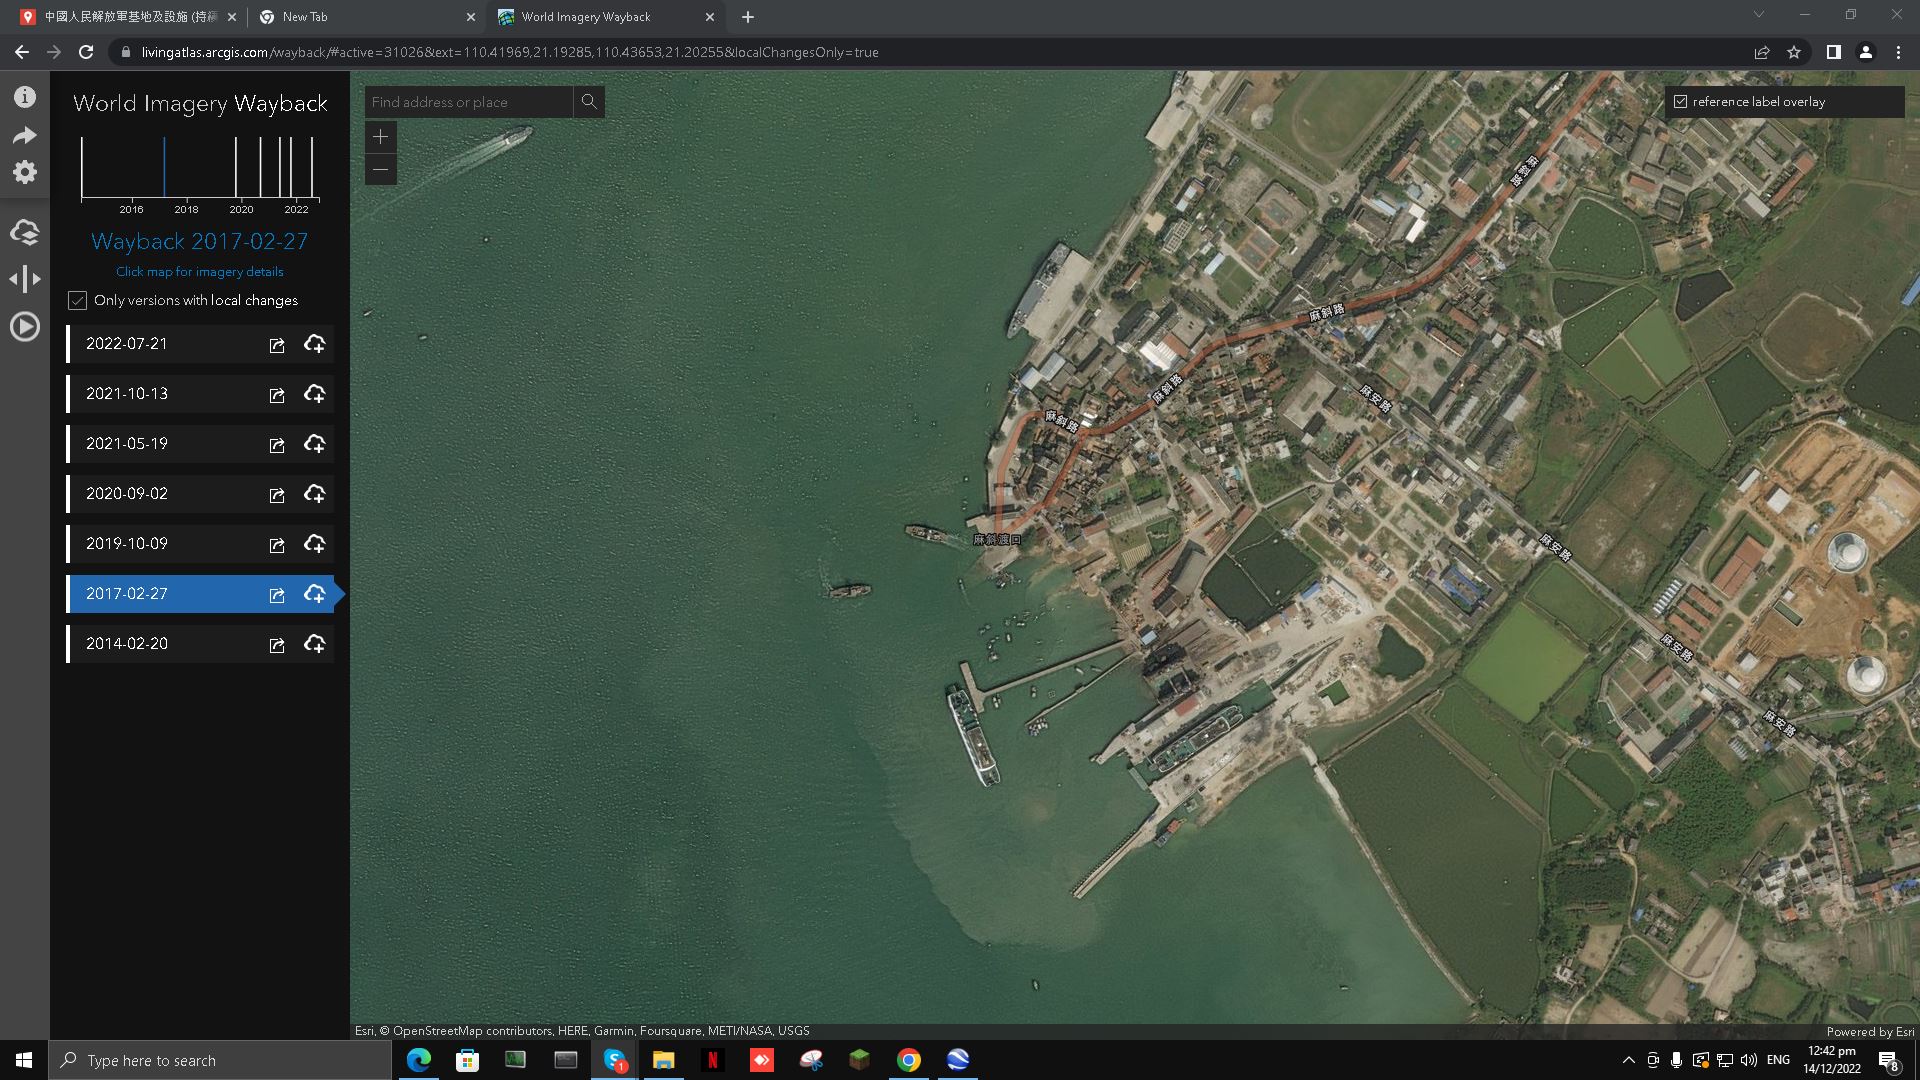 中國人民解放軍基地及設施 (持續
New Tab
World Imagery Wayback
livingatlas.arcgis.com/wayback/#active=31026&ext=110.41969,21.19285,110.43653,21.20255&localChangesOnly=true
World Imagery Wayback
2016 2018 2020 2022
Wayback 2017-02-27
Click map for imagery details
Only versions with local changes
2022-07-21
2021-10-13
2021-05-19
2020-09-02
2019-10-09
2017-02-27
2014-02-20
Find address or place
reference label overlay
麻斜路
麻斜路
麻斜路
麻斜路
麻安路
麻斜渡口
麻安路
麻安路
麻安路
Esri, © OpenStreetMap contributors, HERE, Garmin, Foursquare, METI/NASA, USGS
Powered by Esri
Type here to search
S
1
N
ENG
12:42 pm
14/12/2022
8